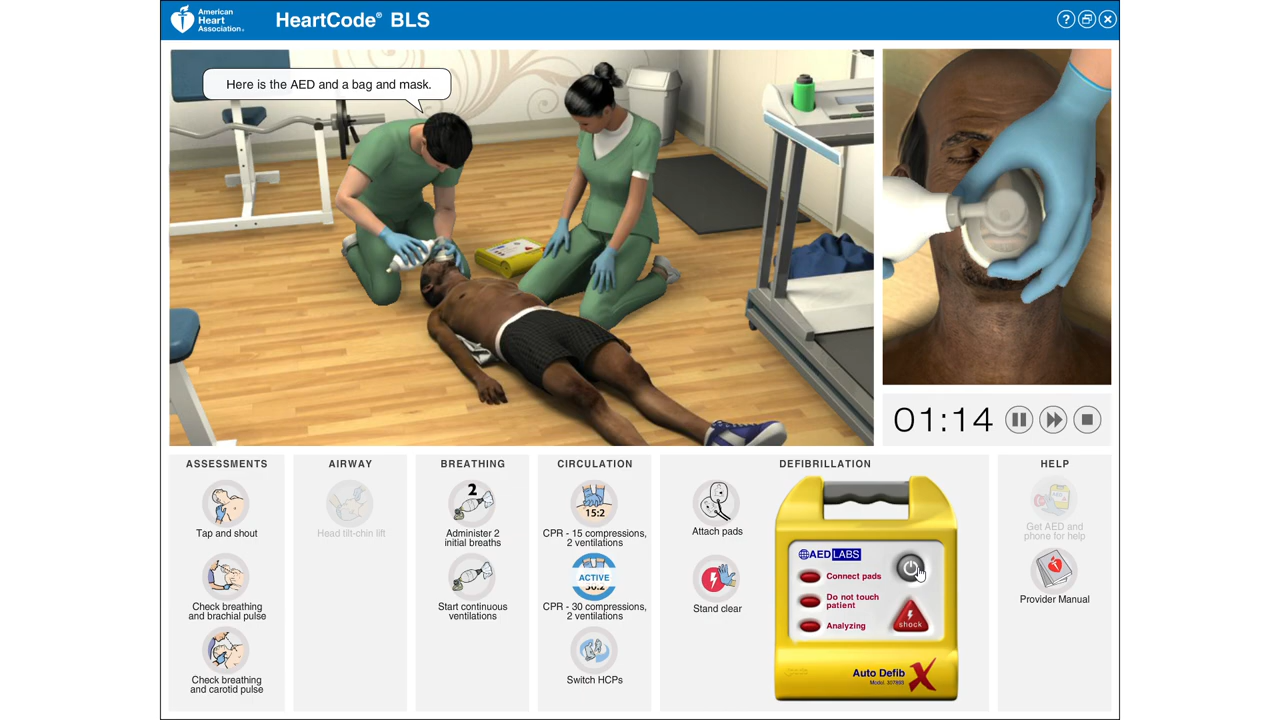 American
Heart
Association®
HeartCode® BLS
?
Here is the AED and a bag and mask.
01:14
ASSESSMENTS
Tap and shout
Check breathing
and brachial pulse
Check breathing
and carotid pulse
AIRWAY
Head tilt-chin lift
BREATHING
2
Administer 2
initial breaths
Start continuous
ventilations
CIRCULATION
15:2
CPR - 15 compressions,
2 ventilations
ACTIVE
CPR - 30 compressions,
2 ventilations
Switch HCPs
DEFIBRILLATION
Attach pads
Stand clear
AED LABS
Connect pads
Do not touch
patient
Analyzing
shock
Auto Defib X
HELP
Get AED and
phone for help
Provider Manual